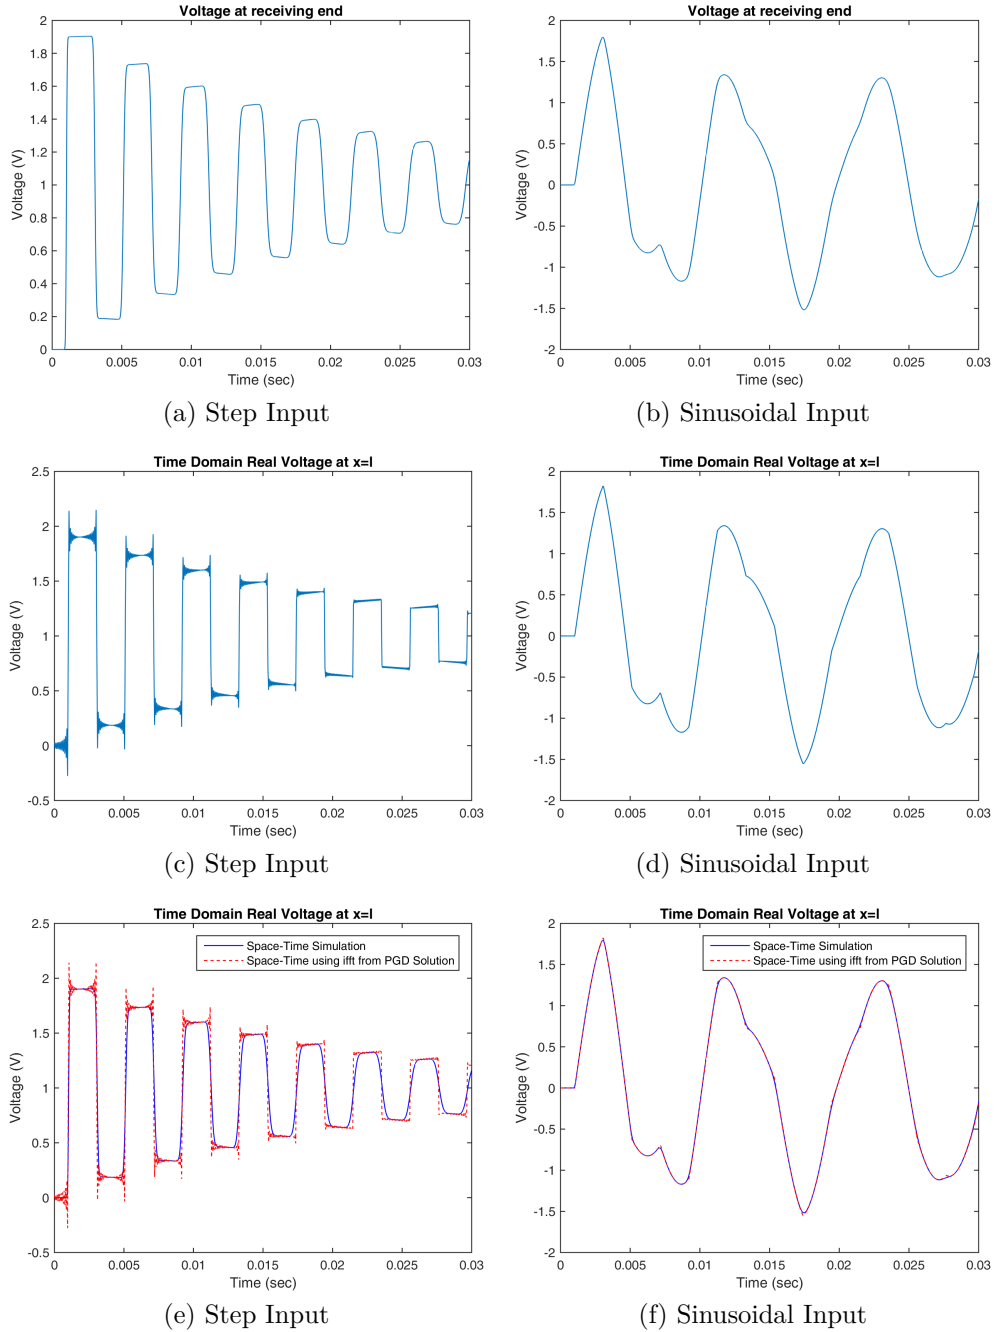 Voltage at receiving end
Voltage (V)
2
1.8
1.6
1.4
1.2
1
0.8
0.6
0.4
0.2
0
0 0.005 0.01 0.015 0.02 0.025 0.03
Time (sec)
(a) Step Input
Voltage at receiving end
Voltage (V)
2
1.5
1
0.5
0
-0.5
-1
-1.5
-2
0 0.005 0.01 0.015 0.02 0.025 0.03
Time (sec)
(b) Sinusoidal Input
Time Domain Real Voltage at x=l
Voltage (V)
2.5
2
1.5
1
0.5
0
-0.5
0 0.005 0.01 0.015 0.02 0.025 0.03
Time (sec)
(c) Step Input
Time Domain Real Voltage at x=l
Voltage (V)
2
1.5
1
0.5
0
-0.5
-1
-1.5
-2
0 0.005 0.01 0.015 0.02 0.025 0.03
Time (sec)
(d) Sinusoidal Input
Time Domain Real Voltage at x=l
Space-Time Simulation
Space-Time using ifft from PGD Solution
Voltage (V)
2.5
2
1.5
1
0.5
0
-0.5
0 0.005 0.01 0.015 0.02 0.025 0.03
Time (sec)
(e) Step Input
Time Domain Real Voltage at x=l
Space-Time Simulation
Space-Time using ifft from PGD Solution
Voltage (V)
2
1.5
1
0.5
0
-0.5
-1
-1.5
-2
0 0.005 0.01 0.015 0.02 0.025 0.03
Time (sec)
(f) Sinusoidal Input